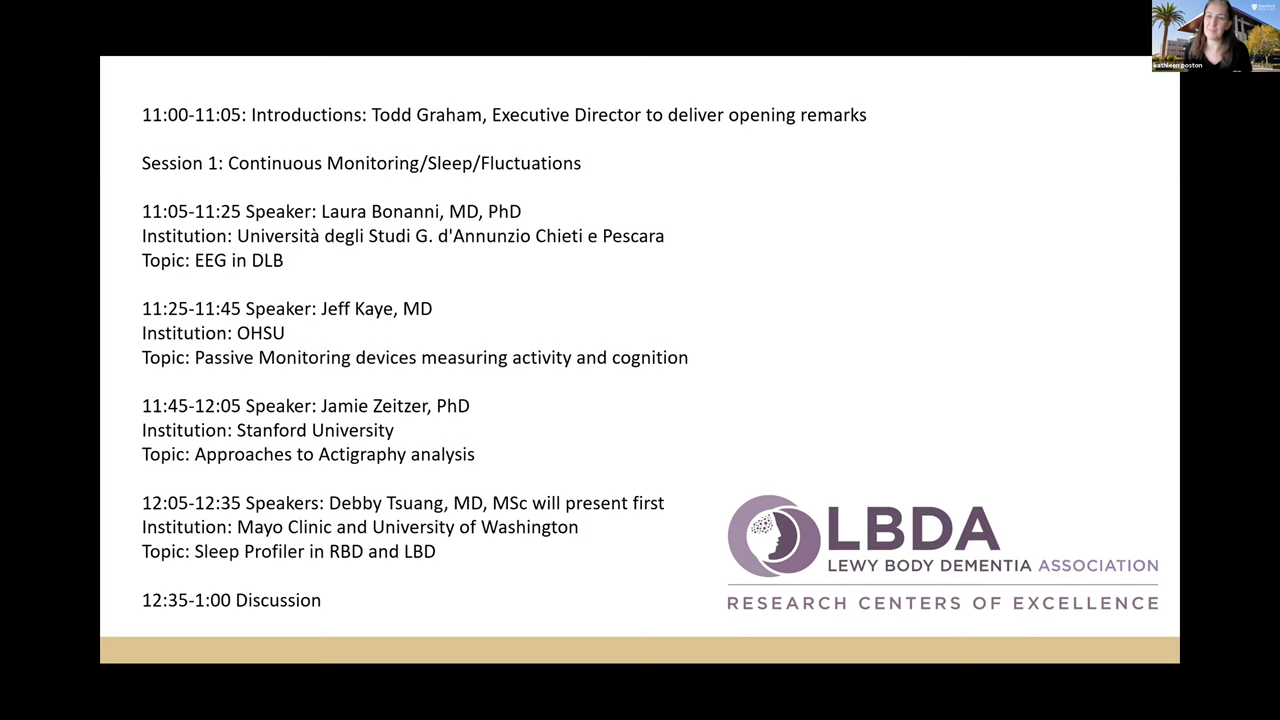 kathleen poston
11:00-11:05: Introductions: Todd Graham, Executive Director to deliver opening remarks
Session 1: Continuous Monitoring/Sleep/Fluctuations
11:05-11:25 Speaker: Laura Bonanni, MD, PhD
Institution: Università degli Studi G. d'Annunzio Chieti e Pescara
Topic: EEG in DLB
11:25-11:45 Speaker: Jeff Kaye, MD
Institution: OHSU
Topic: Passive Monitoring devices measuring activity and cognition
11:45-12:05 Speaker: Jamie Zeitzer, PhD
Institution: Stanford University
Topic: Approaches to Actigraphy analysis
12:05-12:35 Speakers: Debby Tsuang, MD, MSc will present first
Institution: Mayo Clinic and University of Washington
Topic: Sleep Profiler in RBD and LBD
12:35-1:00 Discussion
LBDA
LEWY BODY DEMENTIA ASSOCIATION
RESEARCH CENTERS OF EXCELLENCE